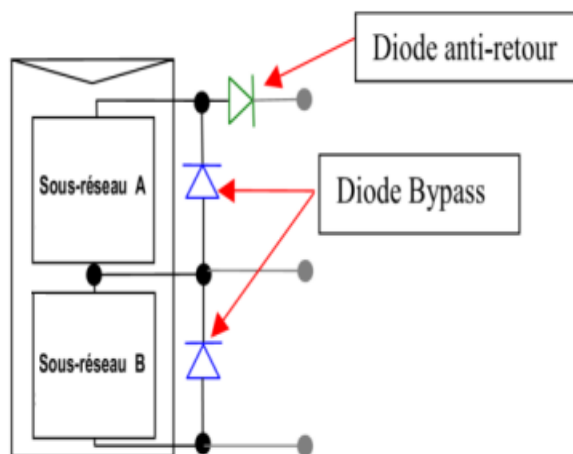 Diode anti-retour
Sous-réseau A
Diode Bypass
Sous-réseau B